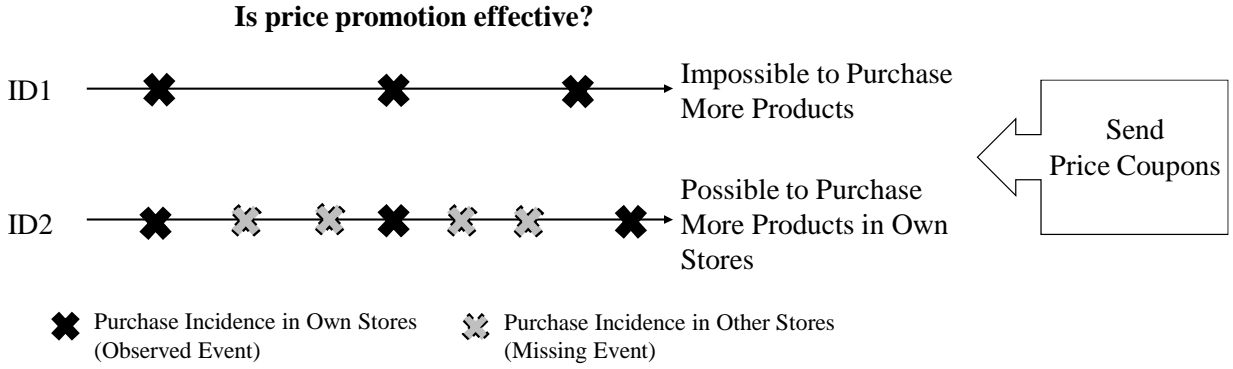 Is price promotion effective?
ID1
Impossible to Purchase
More Products
Send
Price Coupons
ID2
Possible to Purchase
More Products in Own
Stores
Purchase Incidence in Own Stores
(Observed Event)
Purchase Incidence in Other Stores
(Missing Event)